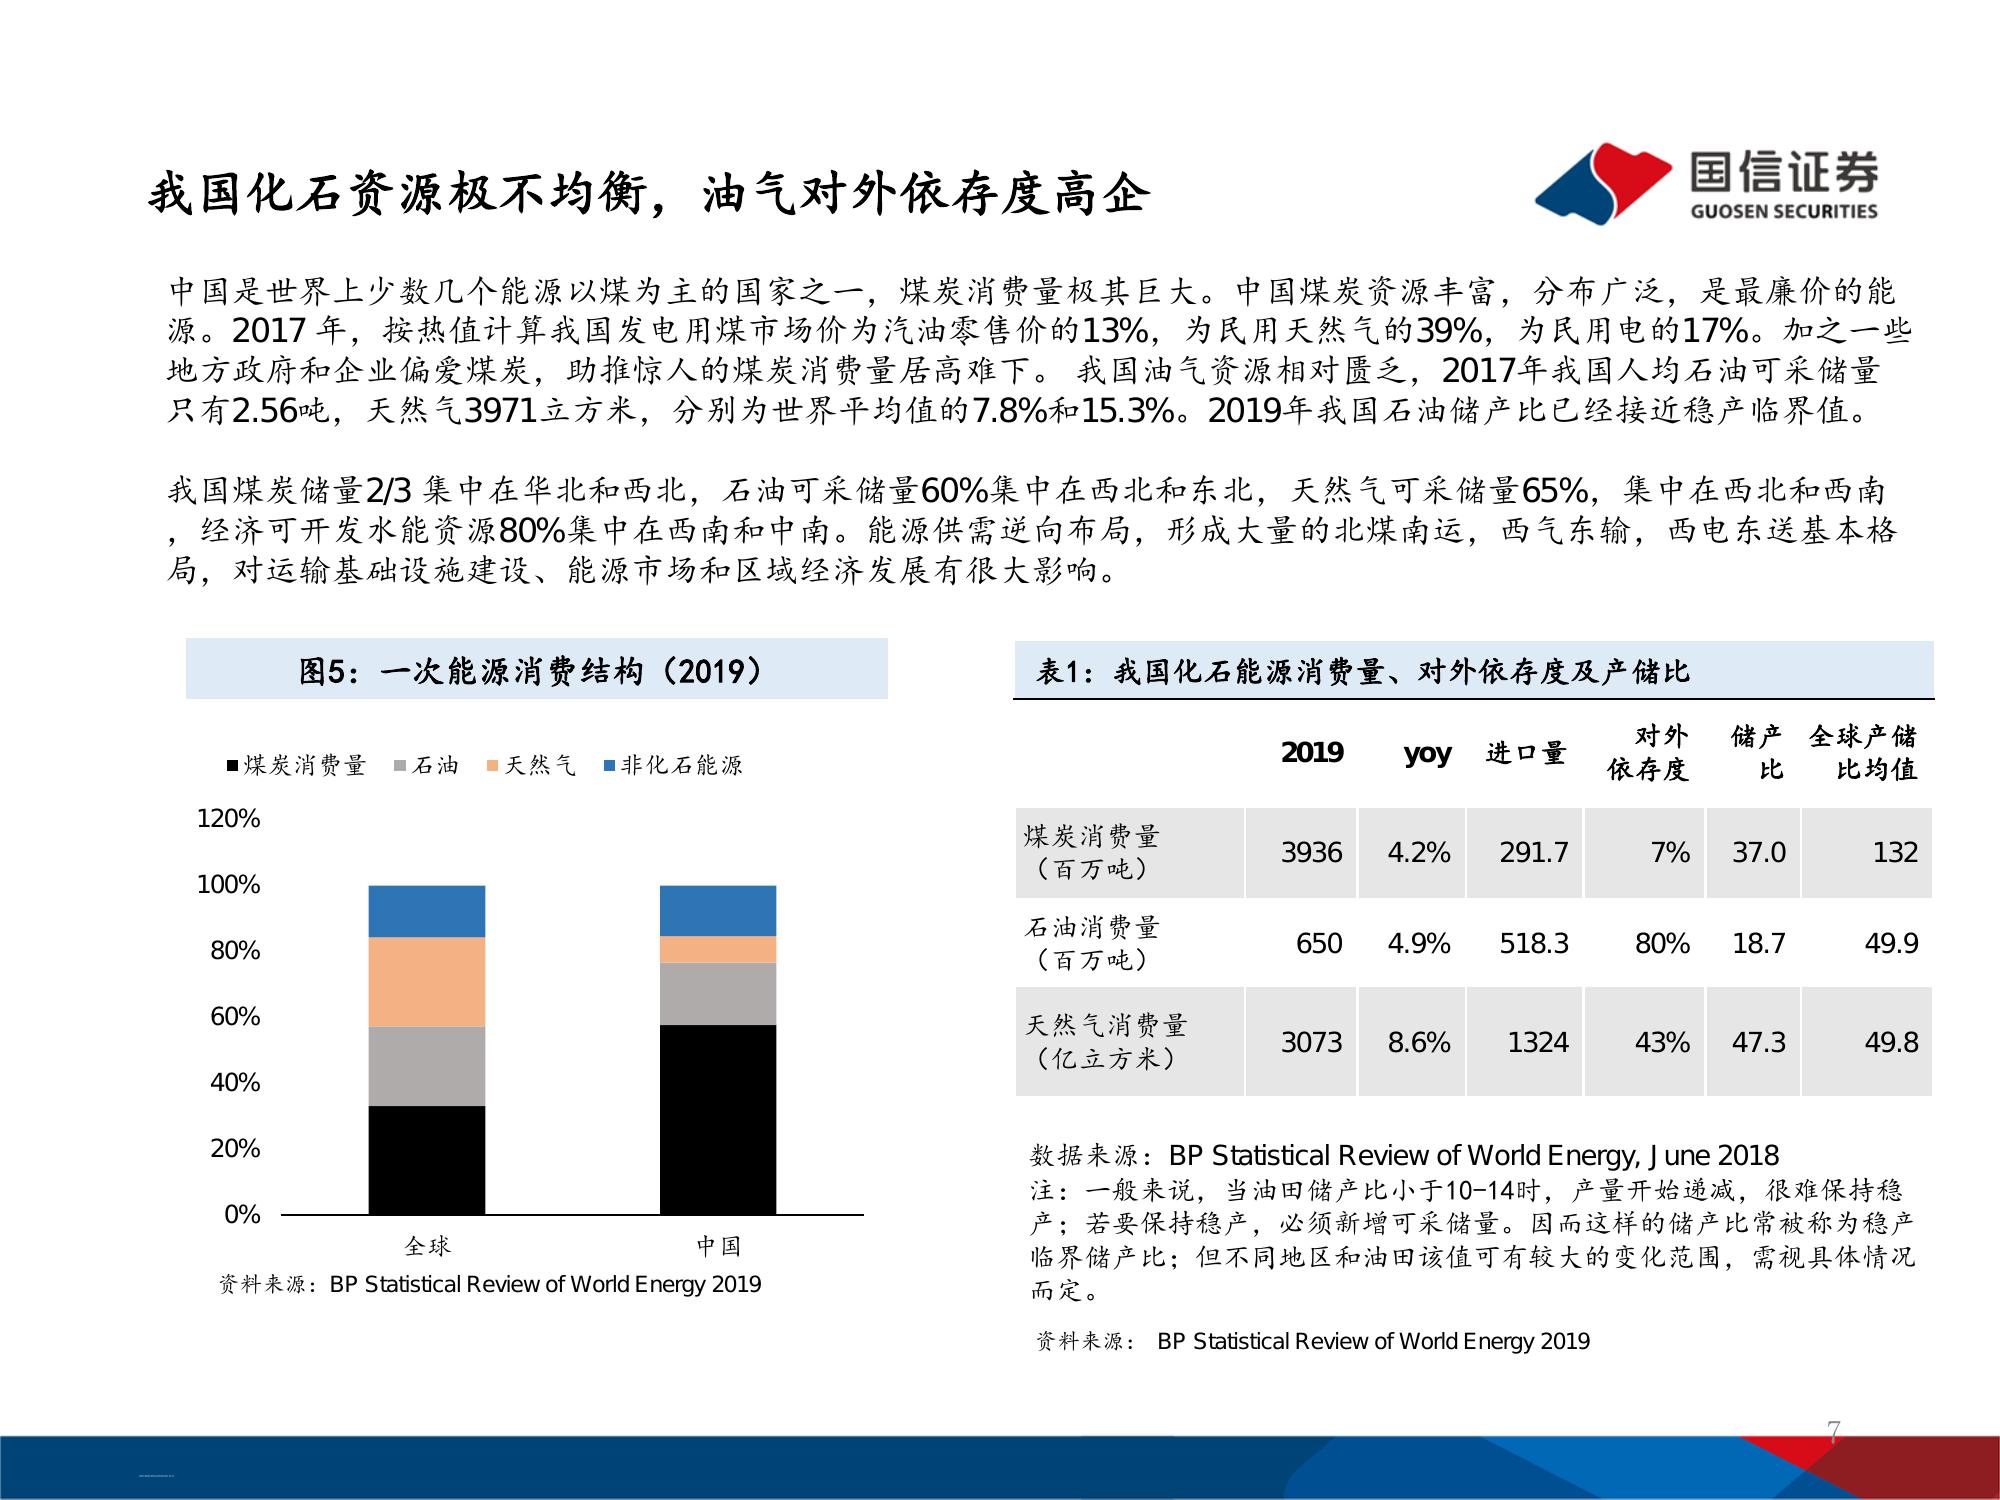 我国化石资源极不均衡，油气对外依存度高企
国信证券
GUOSEN SECURITIES
中国是世界上少数几个能源以煤为主的国家之一，煤炭消费量极其巨大。中国煤炭资源丰富，分布广泛，是最廉价的能
源。2017 年，按热值计算我国发电用煤市场价为汽油零售价的13%，为民用天然气的39%，为民用电的17%。加之一些
地方政府和企业偏爱煤炭，助推惊人的煤炭消费量居高难下。 我国油气资源相对匮乏，2017年我国人均石油可采储量
只有2.56吨，天然气3971立方米，分别为世界平均值的7.8%和15.3%。2019年我国石油储产比已经接近稳产临界值。
我国煤炭储量2/3 集中在华北和西北，石油可采储量60%集中在西北和东北，天然气可采储量65%，集中在西北和西南
，经济可开发水能资源80%集中在西南和中南。能源供需逆向布局，形成大量的北煤南运，西气东输，西电东送基本格
局，对运输基础设施建设、能源市场和区域经济发展有很大影响。
图5：一次能源消费结构（2019）
煤炭消费量 石油 天然气 非化石能源
120%
100%
80%
60%
40%
20%
0%
全球 中国
资料来源：BP Statistical Review of World Energy 2019
表1：我国化石能源消费量、对外依存度及产储比
2019 yoy 进口量 对外依存度 储产比 全球产储比均值
煤炭消费量（百万吨） 3936 4.2% 291.7 7% 37.0 132
石油消费量（百万吨） 650 4.9% 518.3 80% 18.7 49.9
天然气消费量（亿立方米） 3073 8.6% 1324 43% 47.3 49.8
数据来源：BP Statistical Review of World Energy, June 2018
注：一般来说，当油田储产比小于10-14时，产量开始递减，很难保持稳
产；若要保持稳产，必须新增可采储量。因而这样的储产比常被称为稳产
临界储产比；但不同地区和油田该值可有较大的变化范围，需视具体情况
而定。
资料来源： BP Statistical Review of World Energy 2019
7